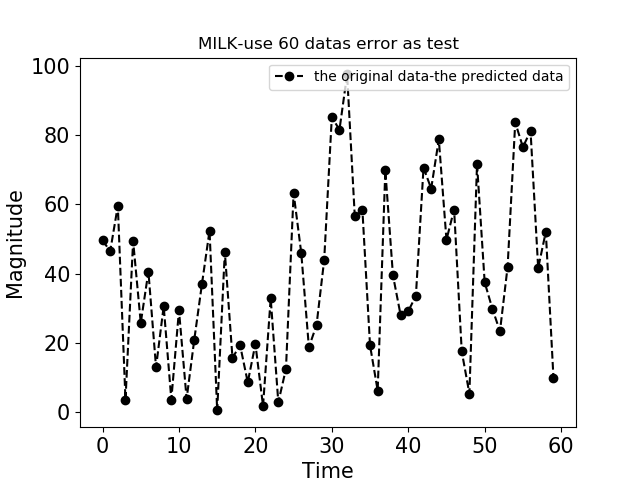 MILK-use 60 datas error as test
the original data-the predicted data
100
80
60
40
20
0
Magnitude
0 10 20 30 40 50 60
Time